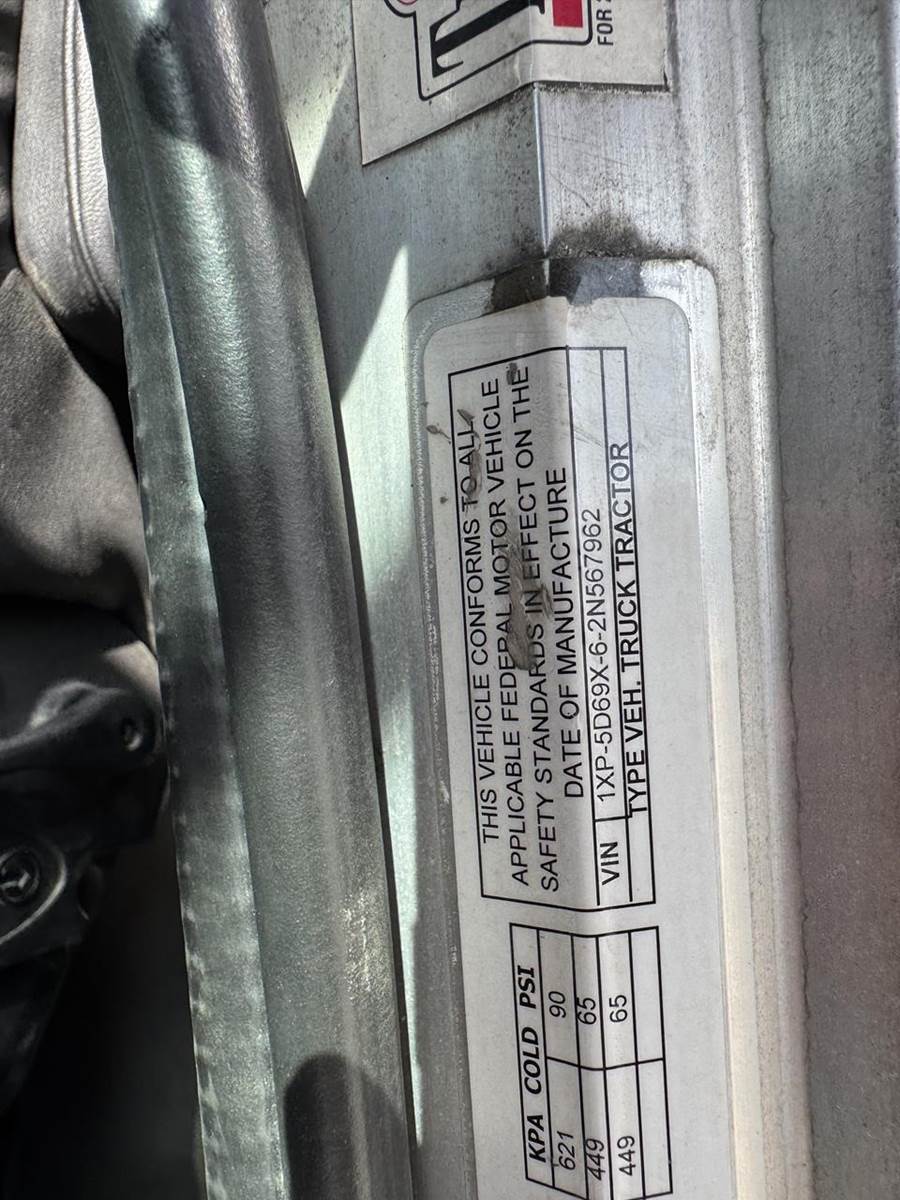 FOR
THIS VEHICLE CONFORMS TO ALL
APPLICABLE FEDERAL MOTOR VEHICLE
SAFETY STANDARDS IN EFFECT ON THE
DATE OF MANUFACTURE
VIN 1XP-5D69X-6-2N567962
TYPE VEH. TRUCK TRACTOR
KPA COLD PSI
621 90
449 65
449 65